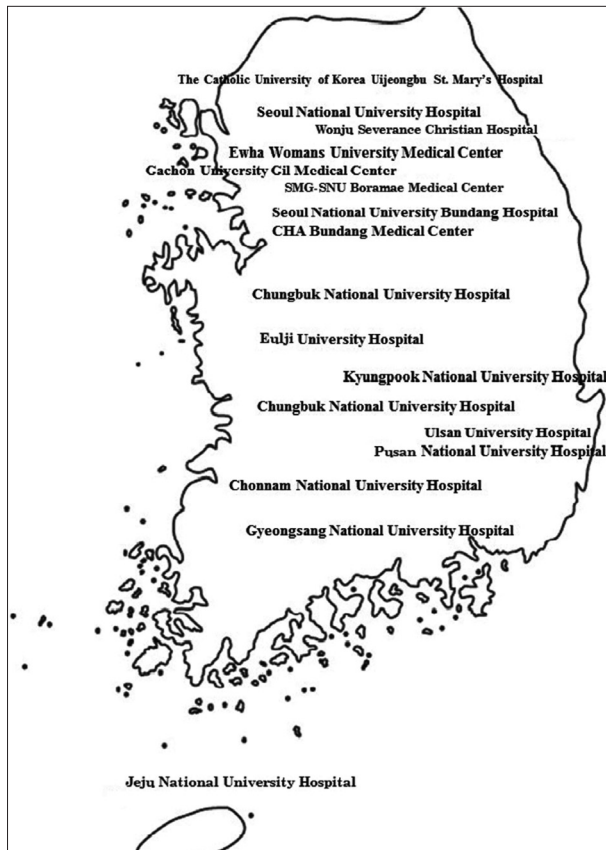 The Catholic University of Korea Uijeongbu St. Mary's Hospital
Seoul National University Hospital
Wonju Severance Christian Hospital
Ewha Womans University Medical Center
Gachon University Gil Medical Center
SMG-SNU Boramae Medical Center
Seoul National University Bundang Hospital
CHA Bundang Medical Center
Chungbuk National University Hospital
Eulji University Hospital
Kyungpook National University Hospital
Chungbuk National University Hospital
Ulsan University Hospital
Pusan National University Hospital
Chonnam National University Hospital
Gyeongsang National University Hospital
Jeju National University Hospital